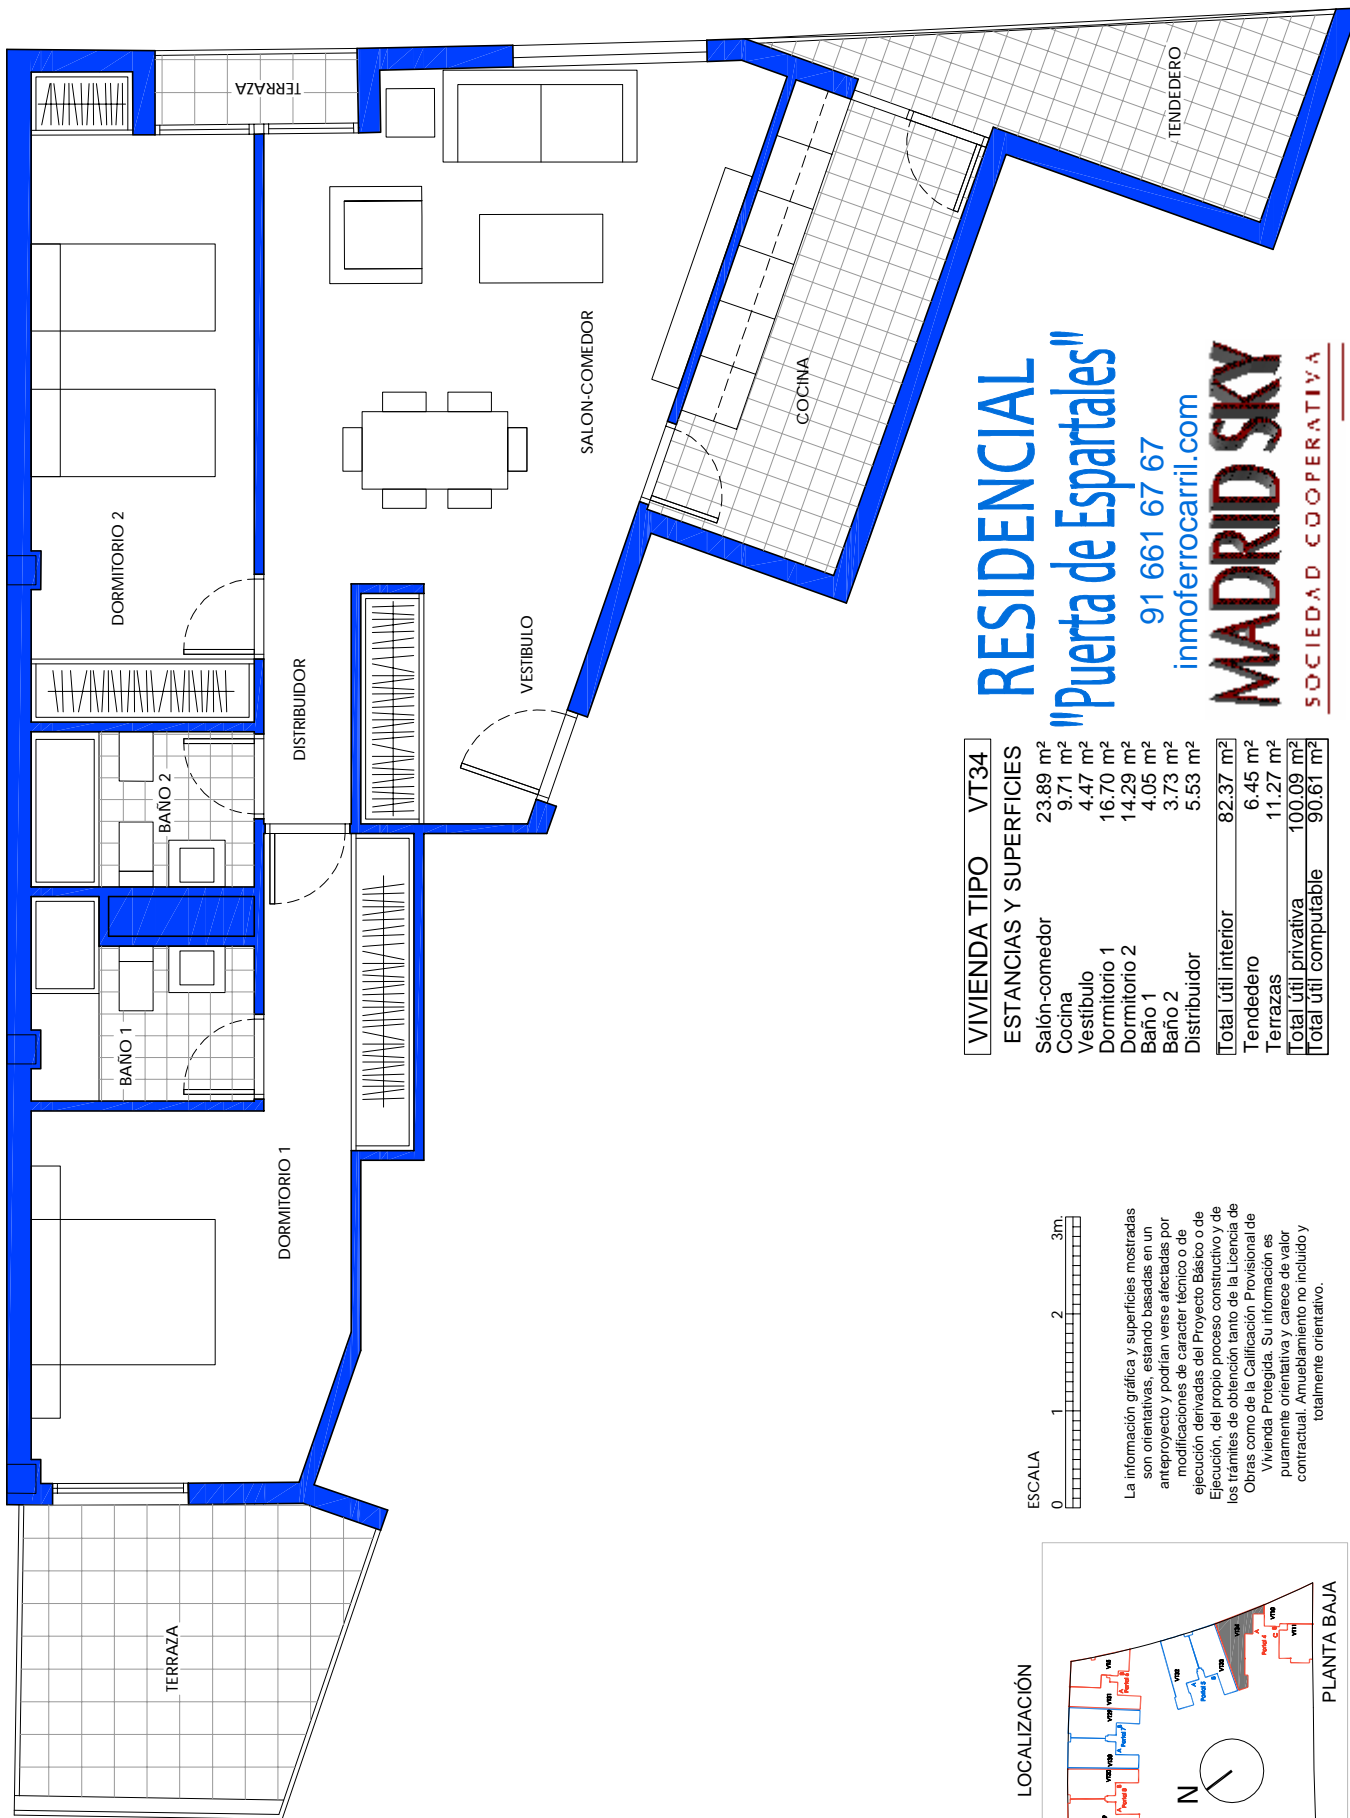 TERRAZA
TENDEDERO
DORMITORIO 2
SALON-COMEDOR
COCINA
VESTIBULO
DISTRIBUIDOR
BAÑO 2
BAÑO 1
DORMITORIO 1
TERRAZA
RESIDENCIAL
"Puerta de Espartales"
91 661 67 67
inmoferrocarril.com
MADRID SKY
SOCIEDAD COOPERATIVA
VIVIENDA TIPO VT34
ESTANCIAS Y SUPERFICIES
Salón-comedor 23.89 m²
Cocina 9.71 m²
Vestíbulo 4.47 m²
Dormitorio 1 16.70 m²
Dormitorio 2 14.29 m²
Baño 1 4.05 m²
Baño 2 3.73 m²
Distribuidor 5.53 m²
Total útil interior 82.37 m²
Tendedero 6.45 m²
Terrazas 11.27 m²
Total útil privativa 100.09 m²
Total útil computable 90.61 m²
ESCALA
0 1 2 3m.
La información gráfica y superficies mostradas
son orientativas, estando basadas en un
anteproyecto y podrían verse afectadas por
modificaciones de caracter técnico o de
ejecución derivadas del Proyecto Básico o de
Ejecución, del propio proceso constructivo y de
los trámites de obtención tanto de la Licencia de
Obras como de la Calificación Provisional de
Vivienda Protegida. Su información es
puramente orientativa y carece de valor
contractual. Amueblamiento no incluido y
totalmente orientativo.
LOCALIZACIÓN
N
PLANTA BAJA